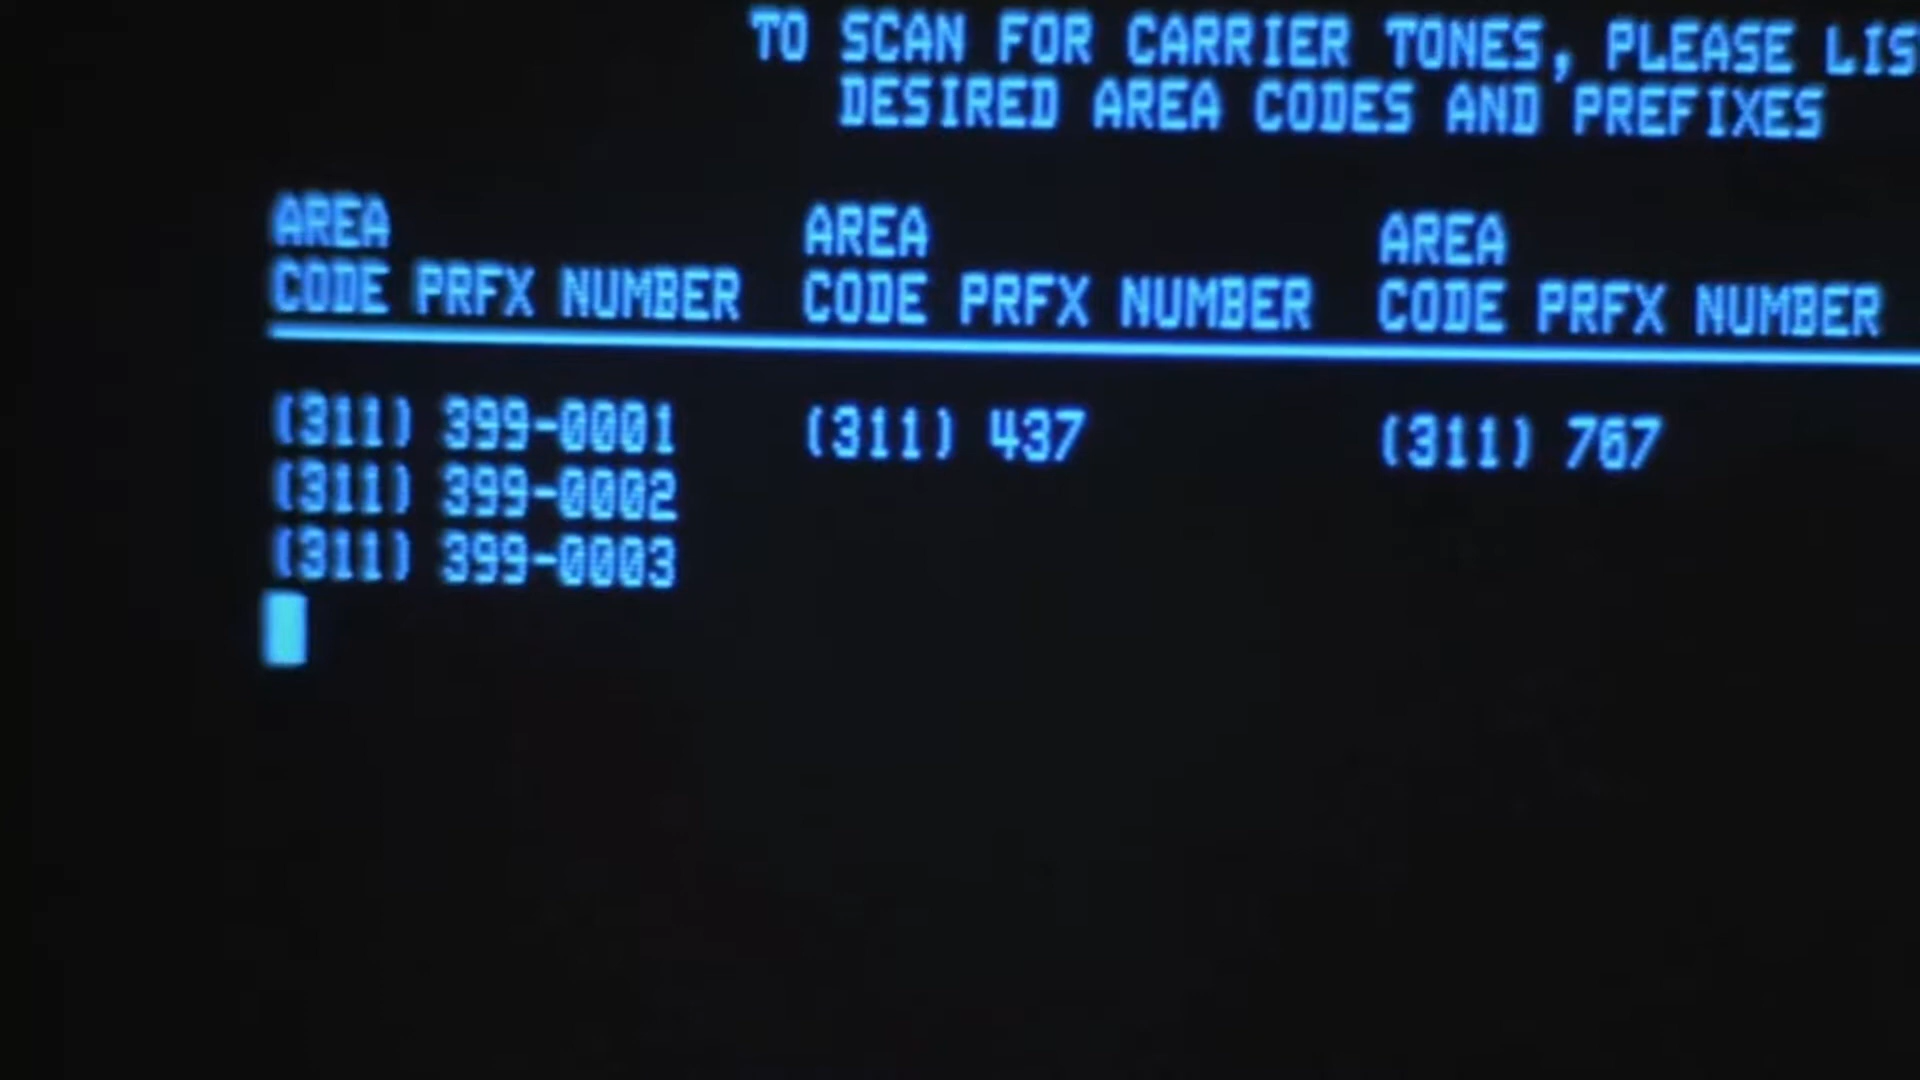 TO SCAN FOR CARRIER TONES, PLEASE LIS
DESIRED AREA CODES AND PREFIXES
AREA AREA AREA
CODE PRFX NUMBER CODE PRFX NUMBER CODE PRFX NUMBER
(311) 399-0001 (311) 437 (311) 767
(311) 399-0002
(311) 399-0003